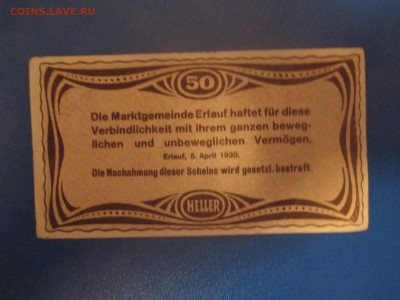 COINS.LAVE.RU
50
Die Marktgemeinde Erlauf haftet für diese
Verbindlichkeit mit ihrem ganzen beweg-
lichen und unbeweglichen Vermögen.
Erlauf, 5. April 1920.
Die Nachahmung dieser Scheine wird gesetzl. bestraft.
HELLER